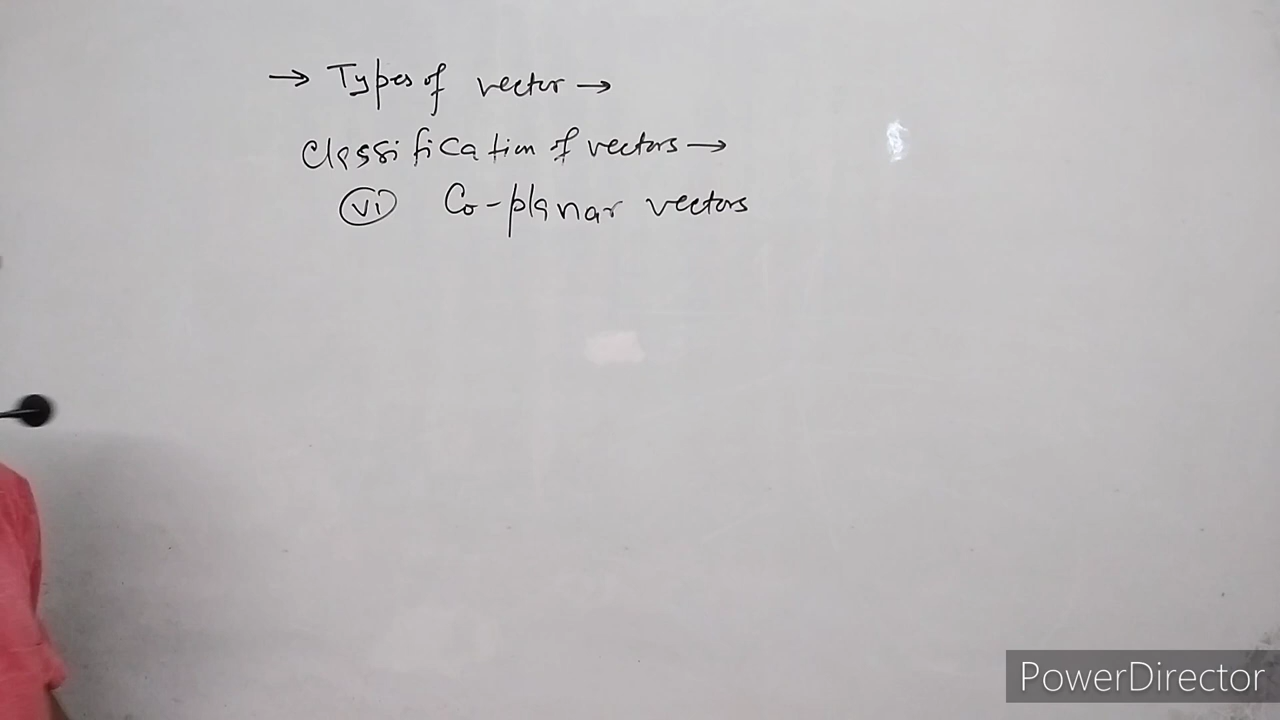 → Types of vector →
Classification of vectors →
(vi) Co-planar vectors
PowerDirector